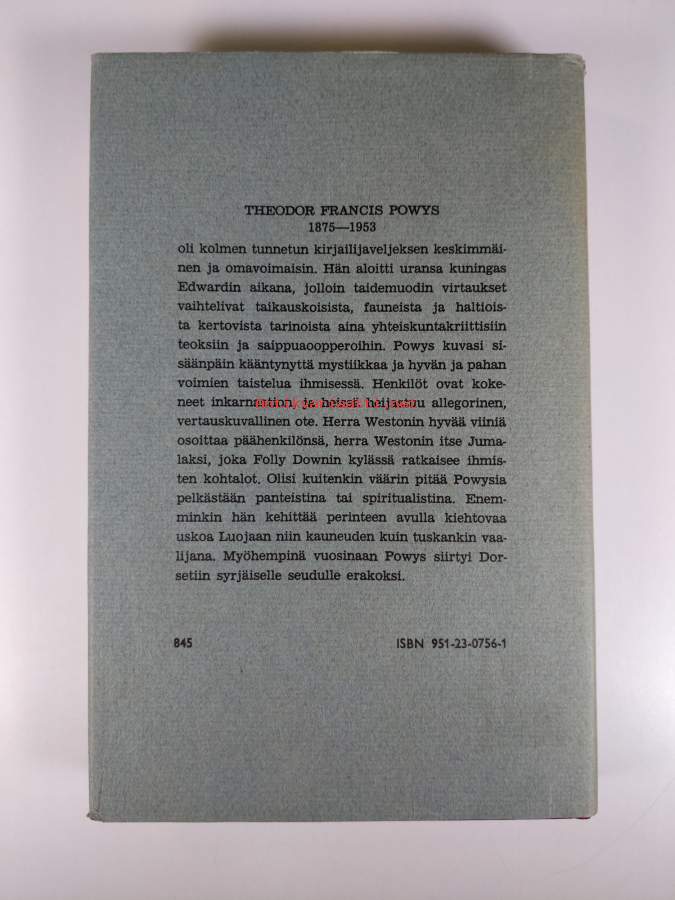 THEODOR FRANCIS POWYS
1875—1953
oli kolmen tunnetun kirjailijaveljeksen keskimmäi-
nen ja omavoimaisin. Hän aloitti uransa kuningas
Edwardin aikana, jolloin taidemuodin virtaukset
vaihtelivat taikauskoisista, fauneista ja haltiois-
ta kertovista tarinoista aina yhteiskuntakriittisiin
teoksiin ja saippuaoopperoihin. Powys kuvasi si-
säänpäin kääntynyttä mystiikkaa ja hyvän ja pahan
voimien taistelua ihmisessä. Henkilöt ovat koke-
neet inkarnaation, ja heissä heijastuu allegorinen,
vertauskuvallinen ote. Herra Westonin hyvää viiniä
osoittaa päähenkilönsä, herra Westonin itse Juma-
laksi, joka Folly Downin kylässä ratkaisee ihmis-
ten kohtalot. Olisi kuitenkin väärin pitää Powysia
pelkästään panteistina tai spiritualistina. Enem-
minkin hän kehittää perinteen avulla kiehtovaa
uskoa Luojaan niin kauneuden kuin tuskankin vaa-
lijana. Myöhempinä vuosinaan Powys siirtyi Dor-
setiin syrjäiselle seudulle erakoksi.
845 ISBN 951-23-0756-1